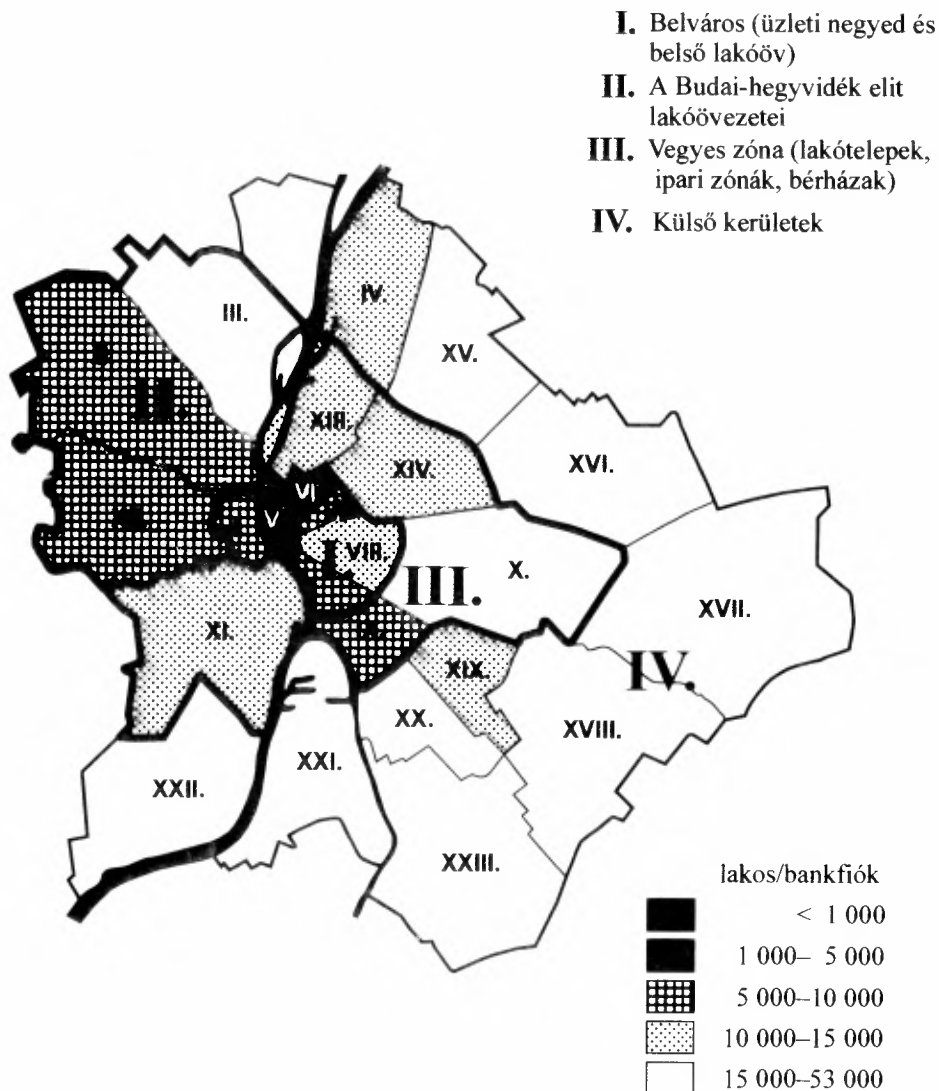 I. Belváros (üzleti negyed és
belső lakóöv)
II. A Budai-hegyvidék elit
lakóövezetei
III. Vegyes zóna (lakótelepek,
ipari zónák, bérházak)
IV. Külső kerületek
IV.
III.
XV.
II.
XIII.
XIV.
XVI.
VI
V
I.
VIII.
X.
III.
XVII.
XI.
XIX.
IV.
XX.
XVIII.
XXI.
XXII.
XXIII.
lakos/bankfiók
< 1 000
1 000– 5 000
5 000–10 000
10 000–15 000
15 000–53 000